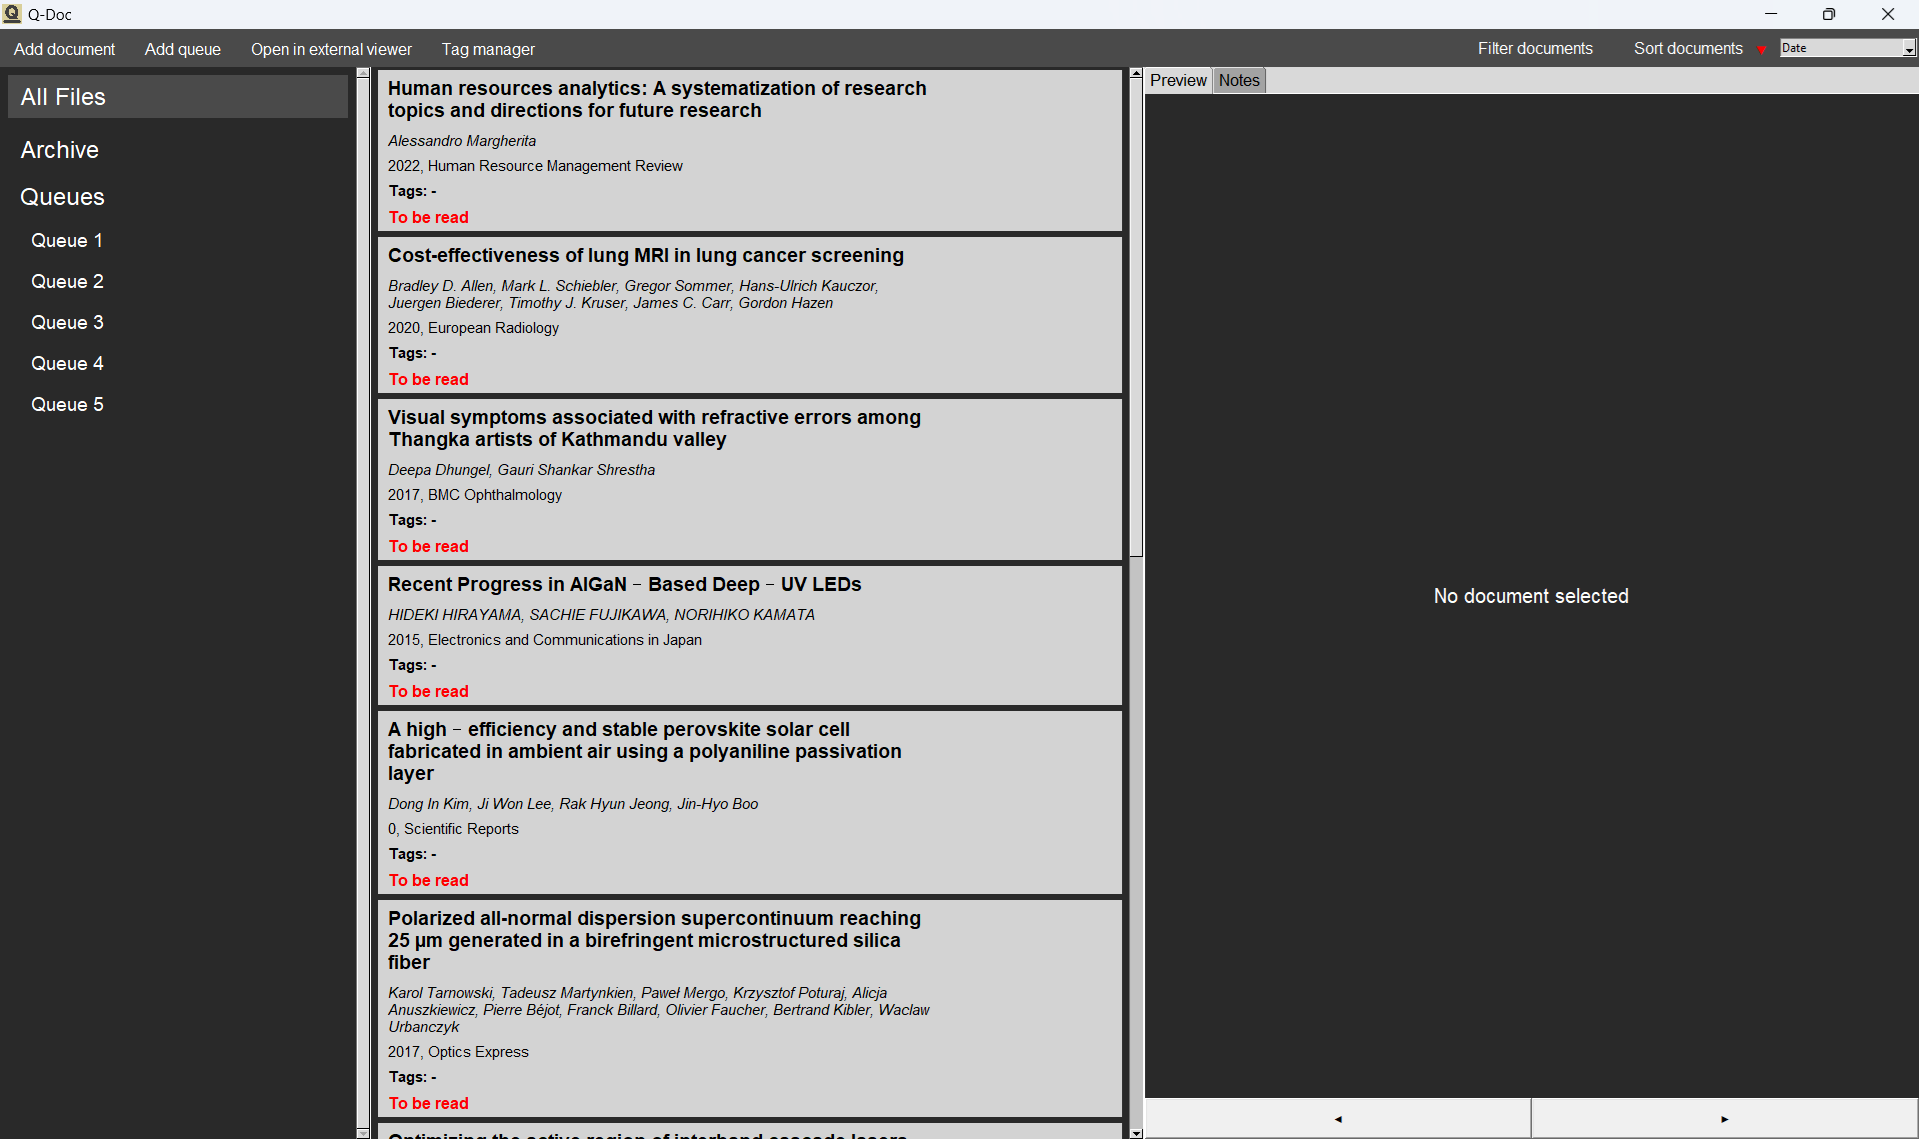 Q-Doc
Add document Add queue Open in external viewer Tag manager Filter documents Sort documents Date
All Files
Archive
Queues
Queue 1
Queue 2
Queue 3
Queue 4
Queue 5
Human resources analytics: A systematization of research
topics and directions for future research
Alessandro Margherita
2022, Human Resource Management Review
Tags: -
To be read
Cost-effectiveness of lung MRI in lung cancer screening
Bradley D. Allen, Mark L. Schiebler, Gregor Sommer, Hans-Ulrich Kauczor,
Juergen Biederer, Timothy J. Kruser, James C. Carr, Gordon Hazen
2020, European Radiology
Tags: -
To be read
Visual symptoms associated with refractive errors among
Thangka artists of Kathmandu valley
Deepa Dhungel, Gauri Shankar Shrestha
2017, BMC Ophthalmology
Tags: -
To be read
Recent Progress in AlGaN – Based Deep – UV LEDs
HIDEKI HIRAYAMA, SACHIE FUJIKAWA, NORIHIKO KAMATA
2015, Electronics and Communications in Japan
Tags: -
To be read
A high – efficiency and stable perovskite solar cell
fabricated in ambient air using a polyaniline passivation
layer
Dong In Kim, Ji Won Lee, Rak Hyun Jeong, Jin-Hyo Boo
0, Scientific Reports
Tags: -
To be read
Polarized all-normal dispersion supercontinuum reaching
25 µm generated in a birefringent microstructured silica
fiber
Karol Tarnowski, Tadeusz Martynkien, Paweł Mergo, Krzysztof Poturaj, Alicja
Anuszkiewicz, Pierre Béjot, Franck Billard, Olivier Faucher, Bertrand Kibler, Waclaw
Urbanczyk
2017, Optics Express
Tags: -
To be read
Optimizing the active region of interband cascade lasers
Preview Notes
No document selected